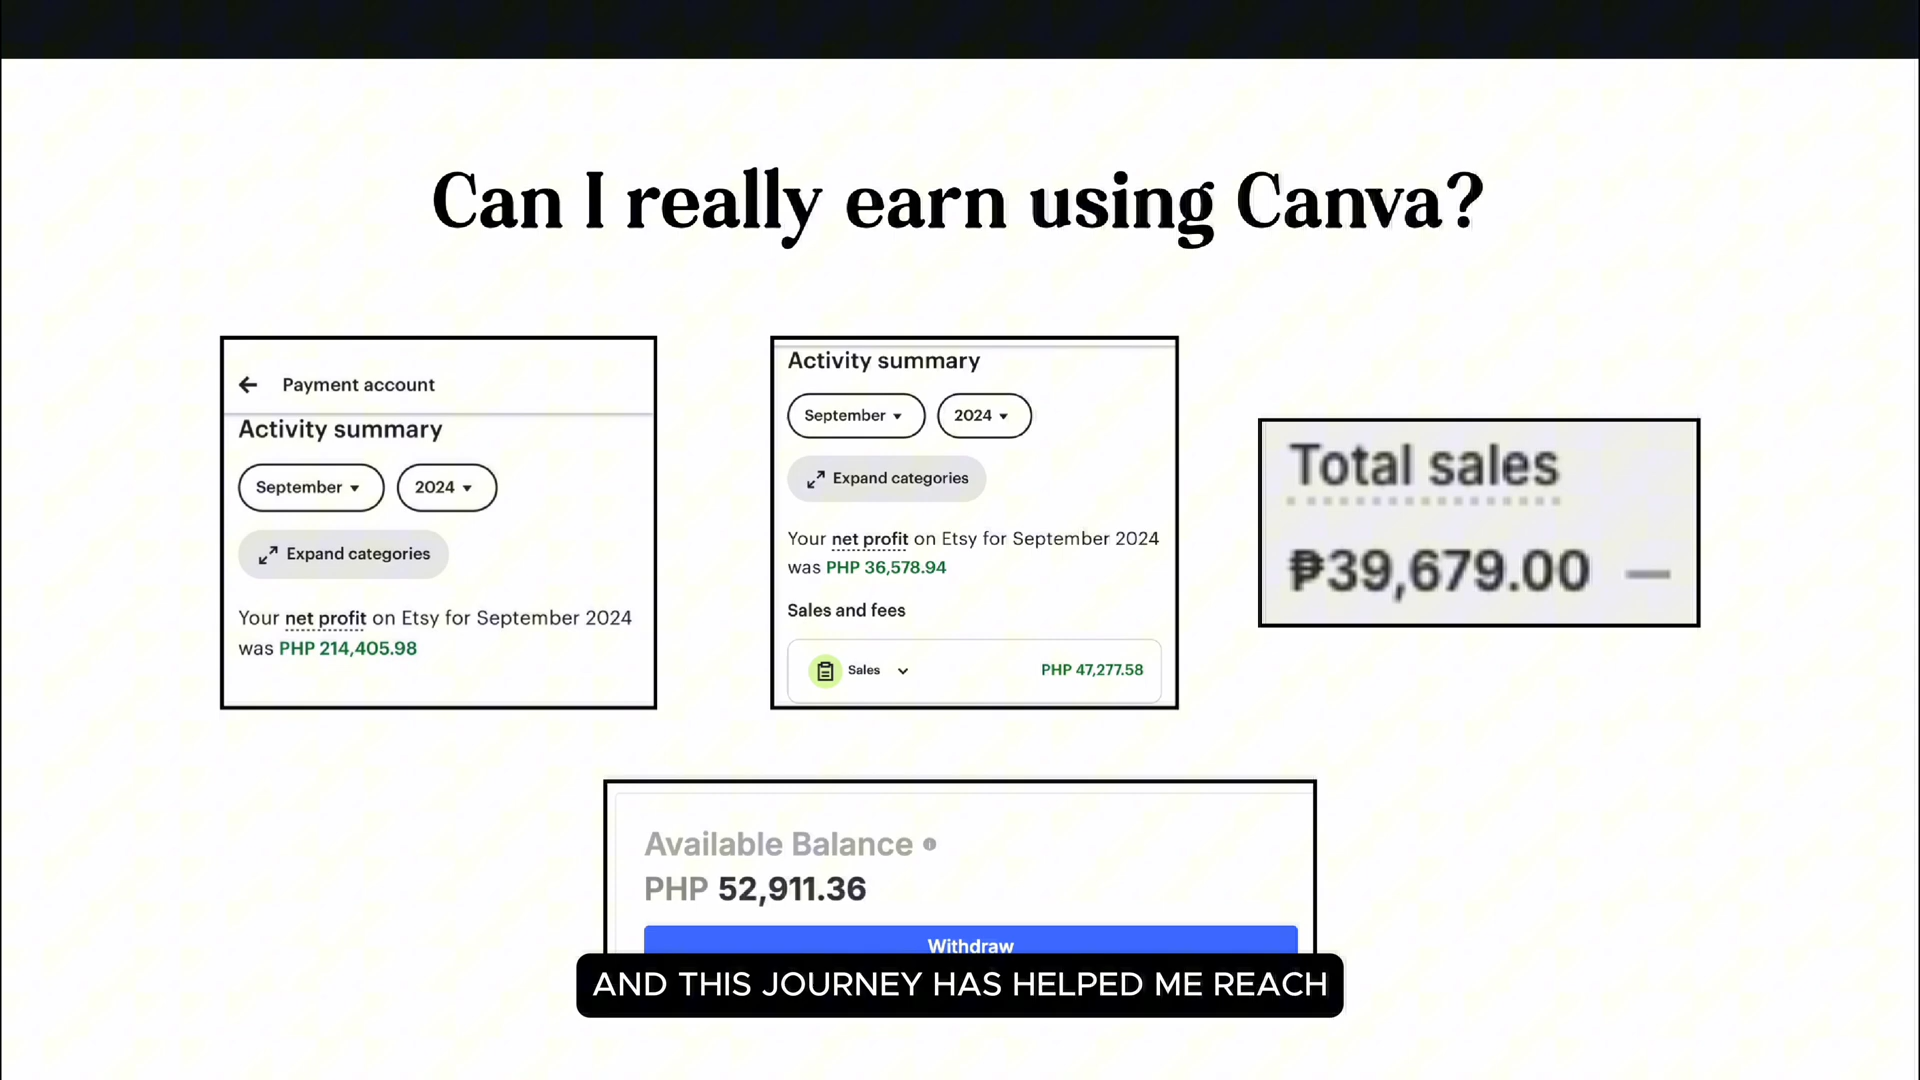 Can I really earn using Canva?
Payment account
Activity summary
September
2024
Expand categories
Your net profit on Etsy for September 2024
was PHP 214,405.98
Activity summary
September
2024
Expand categories
Your net profit on Etsy for September 2024
was PHP 36,578.94
Sales and fees
Sales
PHP 47,277.58
Total sales
₱39,679.00
Available Balance
PHP 52,911.36
Withdraw
AND THIS JOURNEY HAS HELPED ME REACH